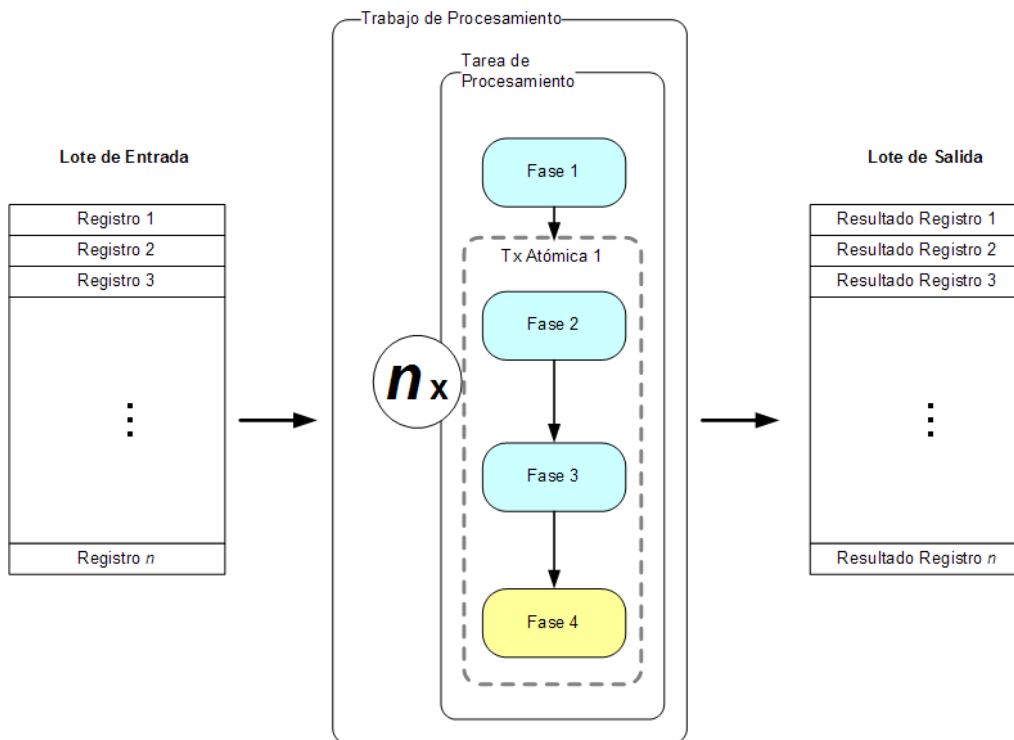 Trabajo de Procesamiento
Tarea de
Procesamiento
Fase 1
Lote de Entrada
Lote de Salida
Registro 1
Registro 2
Registro 3
⋮
Registro n
Tx Atómica 1
Fase 2
n x
Fase 3
Fase 4
Resultado Registro 1
Resultado Registro 2
Resultado Registro 3
⋮
Resultado Registro n